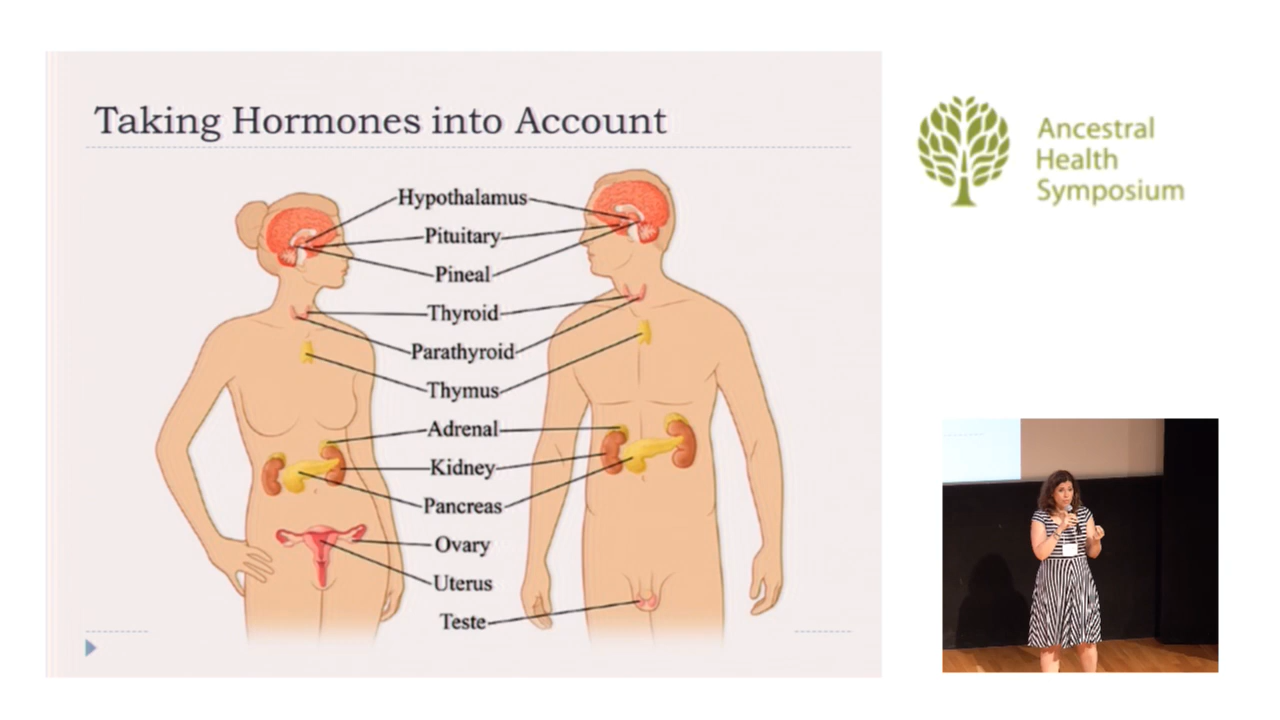 Taking Hormones into Account
Hypothalamus
Pituitary
Pineal
Thyroid
Parathyroid
Thymus
Adrenal
Kidney
Pancreas
Ovary
Uterus
Teste
Ancestral
Health
Symposium